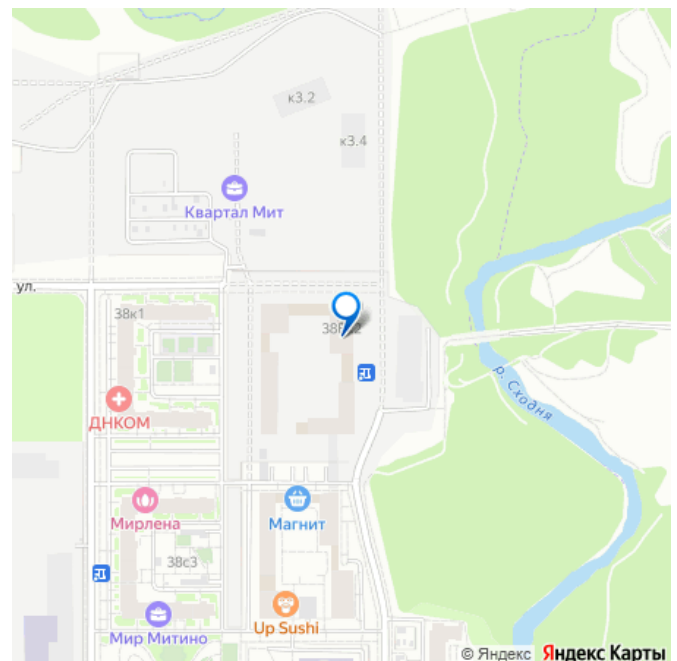 к3.2
к3.4
Квартал Мит
ул.
38к1
ДНКОМ
р. Сходня
Мирлена
Магнит
38с3
Мир Митино
Up Sushi
© Яндекс Яндекс Карты